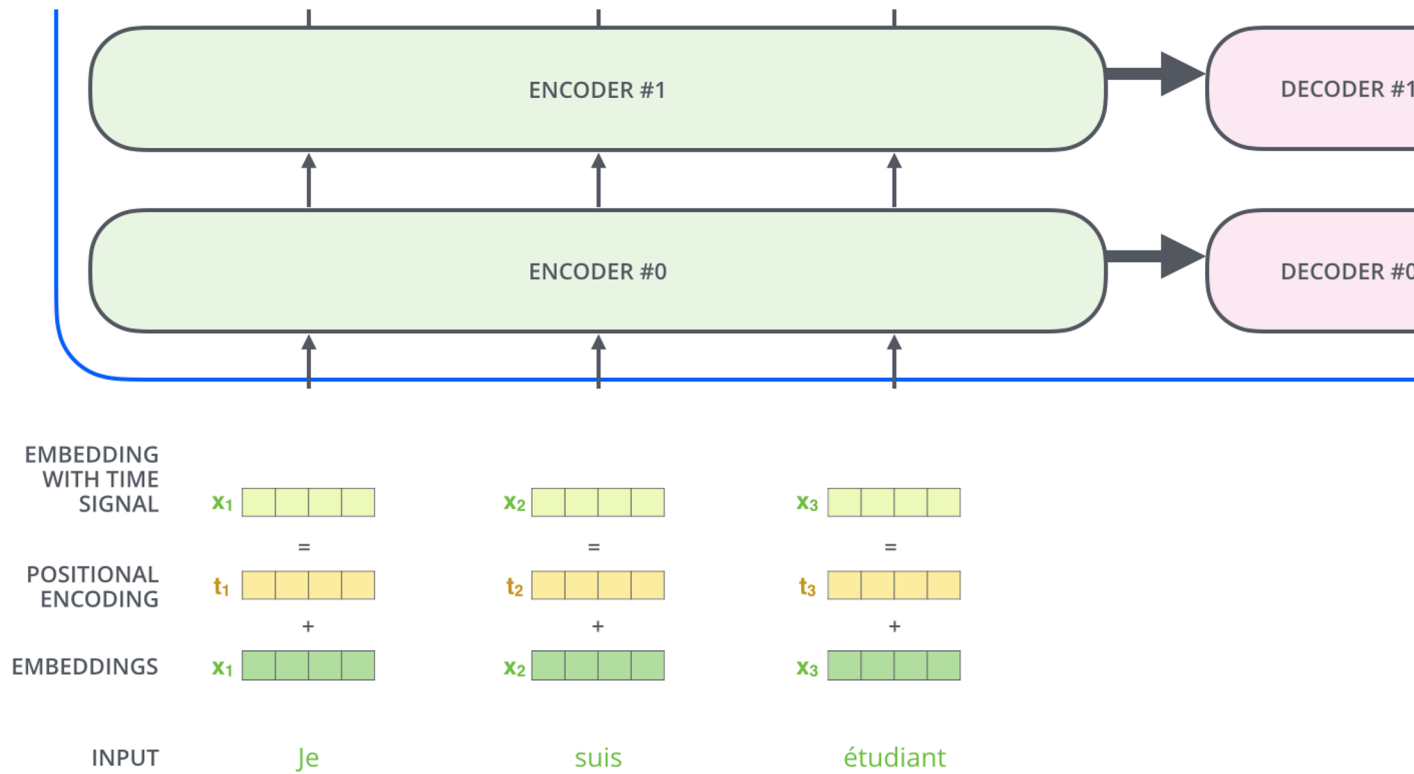 ENCODER #1
DECODER #1
ENCODER #0
DECODER #0
EMBEDDING
WITH TIME
SIGNAL
x₁ x₂ x₃
= = =
POSITIONAL
ENCODING
t₁ t₂ t₃
+ + +
EMBEDDINGS x₁ x₂ x₃
INPUT Je suis étudiant